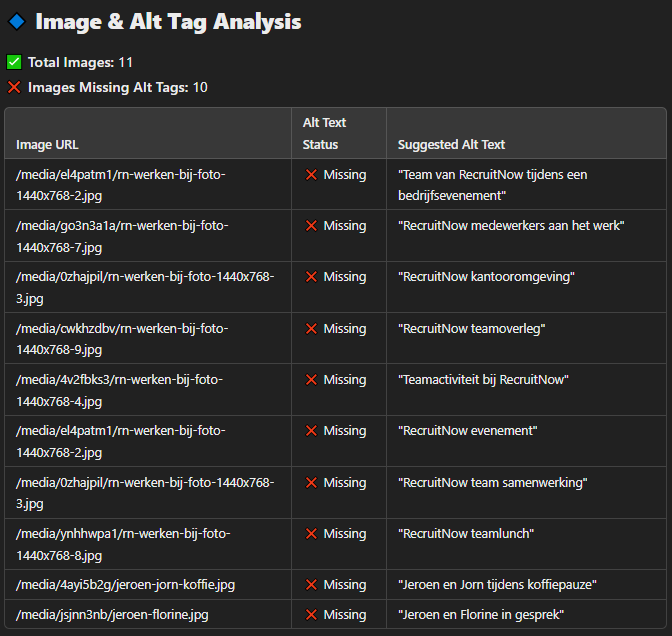 Image & Alt Tag Analysis
Total Images: 11
Images Missing Alt Tags: 10
Image URL
Alt Text
Status
Suggested Alt Text
/media/el4patm1/rn-werken-bij-foto-
1440x768-2.jpg
Missing
"Team van RecruitNow tijdens een
bedrijfsevenement"
/media/go3n3a1a/rn-werken-bij-foto-
1440x768-7.jpg
Missing
"RecruitNow medewerkers aan het werk"
/media/0zhajpil/rn-werken-bij-foto-1440x768-
3.jpg
Missing
"RecruitNow kantooromgeving"
/media/cwkhzdbv/rn-werken-bij-foto-
1440x768-9.jpg
Missing
"RecruitNow teamoverleg"
/media/4v2fbks3/rn-werken-bij-foto-
1440x768-4.jpg
Missing
"Teamactiviteit bij RecruitNow"
/media/el4patm1/rn-werken-bij-foto-
1440x768-2.jpg
Missing
"RecruitNow evenement"
/media/0zhajpil/rn-werken-bij-foto-1440x768-
3.jpg
Missing
"RecruitNow team samenwerking"
/media/ynhhwpa1/rn-werken-bij-foto-
1440x768-8.jpg
Missing
"RecruitNow teamlunch"
/media/4ayi5b2g/jeroen-jorn-koffie.jpg
Missing
"Jeroen en Jorn tijdens koffiepauze"
/media/jsjnn3nb/jeroen-florine.jpg
Missing
"Jeroen en Florine in gesprek"